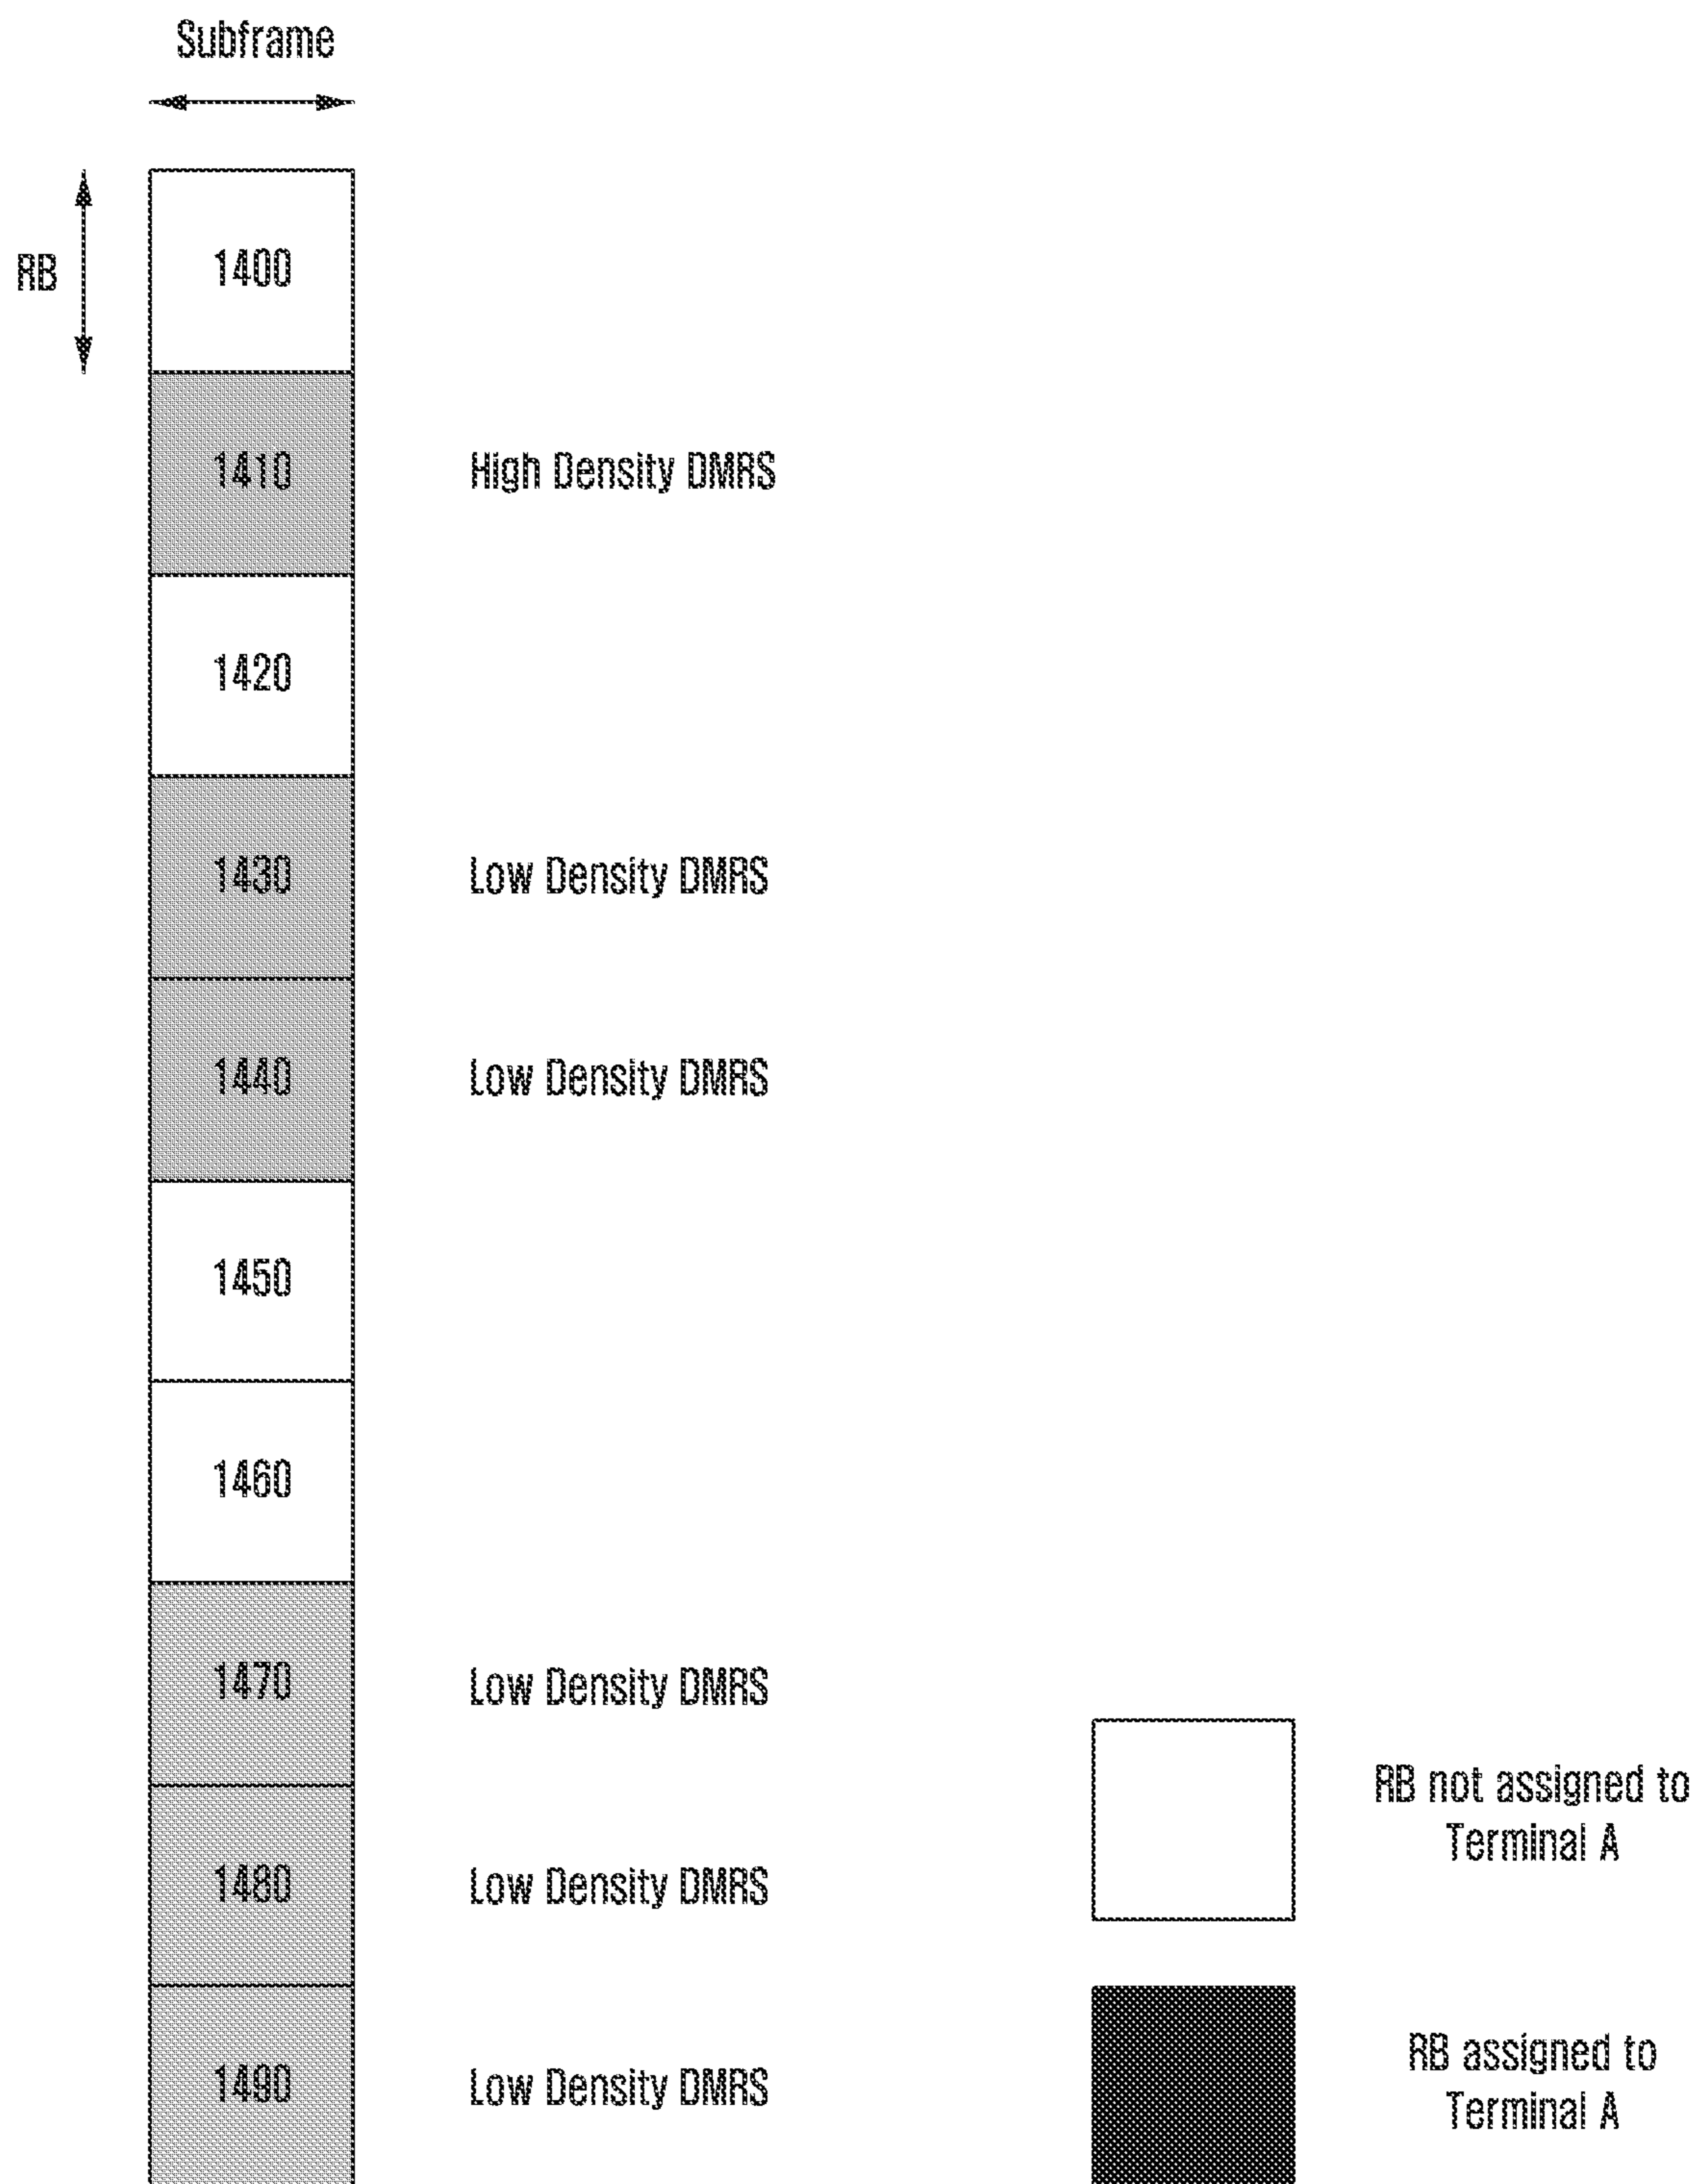 Subframe
RB
1400
1410
High Density DMRS
1420
1430
Low Density DMRS
1440
Low Density DMRS
1450
1460
1470
Low Density DMRS
1480
Low Density DMRS
1490
Low Density DMRS
RB not assigned to
Terminal A
RB assigned to
Terminal A